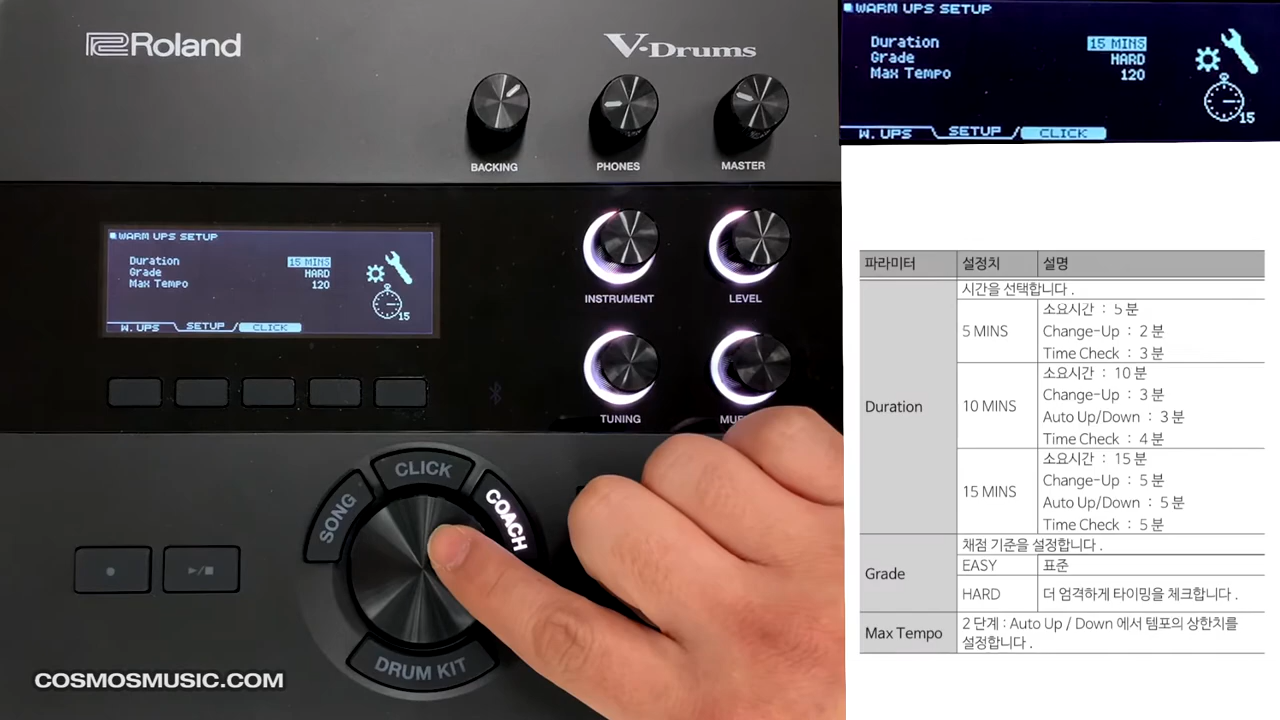 Roland
V-Drums
BACKING
PHONES
MASTER
WARM UPS SETUP
Duration 15 MINS
Grade HARD
Max Tempo 120
15
W. UPS SETUP CLICK
INSTRUMENT
LEVEL
TUNING
CLICK
SONG
COACH
DRUM KIT
COSMOSMUSIC.COM
WARM UPS SETUP
Duration 15 MINS
Grade HARD
Max Tempo 120
15
W. UPS SETUP CLICK
파라미터 설정치 설명
Duration
시간을 선택합니다 .
5 MINS
소요시간 : 5 분
Change-Up : 2 분
Time Check : 3 분
10 MINS
소요시간 : 10 분
Change-Up : 3 분
Auto Up/Down : 3 분
Time Check : 4 분
15 MINS
소요시간 : 15 분
Change-Up : 5 분
Auto Up/Down : 5 분
Time Check : 5 분
Grade
채점 기준을 설정합니다 .
EASY 표준
HARD 더 엄격하게 타이밍을 체크합니다 .
Max Tempo
2 단계 : Auto Up / Down 에서 템포의 상한치를
설정합니다 .